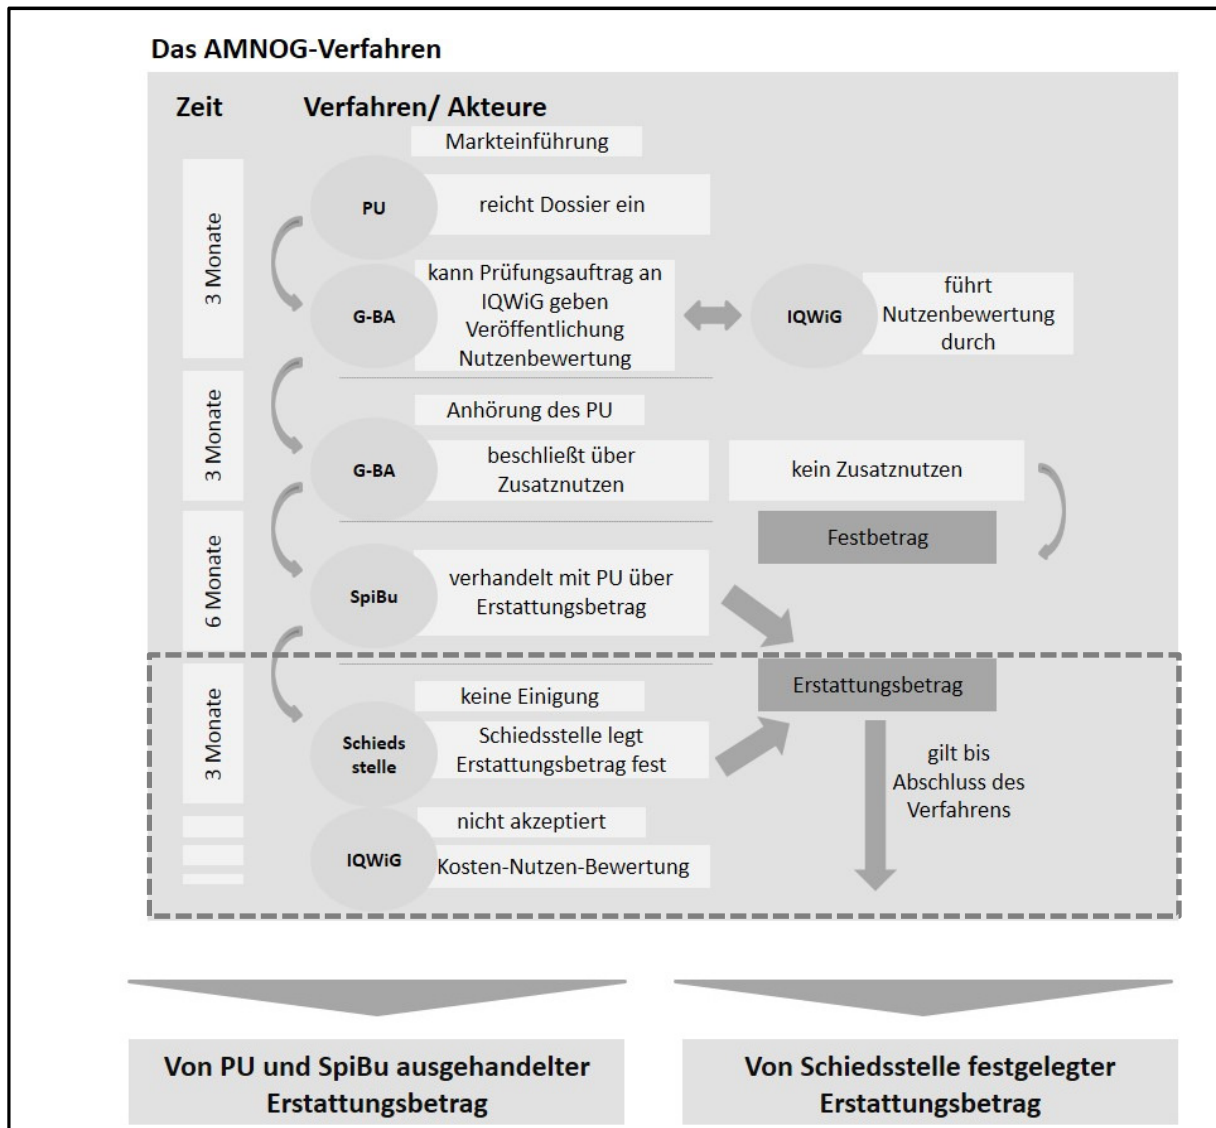 Das AMNOG-Verfahren
Zeit
Verfahren/ Akteure
Markteinführung
3 Monate
PU
reicht Dossier ein
G-BA
kann Prüfungsauftrag an
IQWiG geben
Veröffentlichung
Nutzenbewertung
IQWiG
führt
Nutzenbewertung
durch
3 Monate
Anhörung des PU
G-BA
beschließt über
Zusatznutzen
kein Zusatznutzen
Festbetrag
6 Monate
SpiBu
verhandelt mit PU über
Erstattungsbetrag
Erstattungsbetrag
3 Monate
keine Einigung
Schieds
stelle
Schiedsstelle legt
Erstattungsbetrag fest
gilt bis
Abschluss des
Verfahrens
nicht akzeptiert
IQWiG
Kosten-Nutzen-Bewertung
Von PU und SpiBu ausgehandelter
Erstattungsbetrag
Von Schiedsstelle festgelegter
Erstattungsbetrag